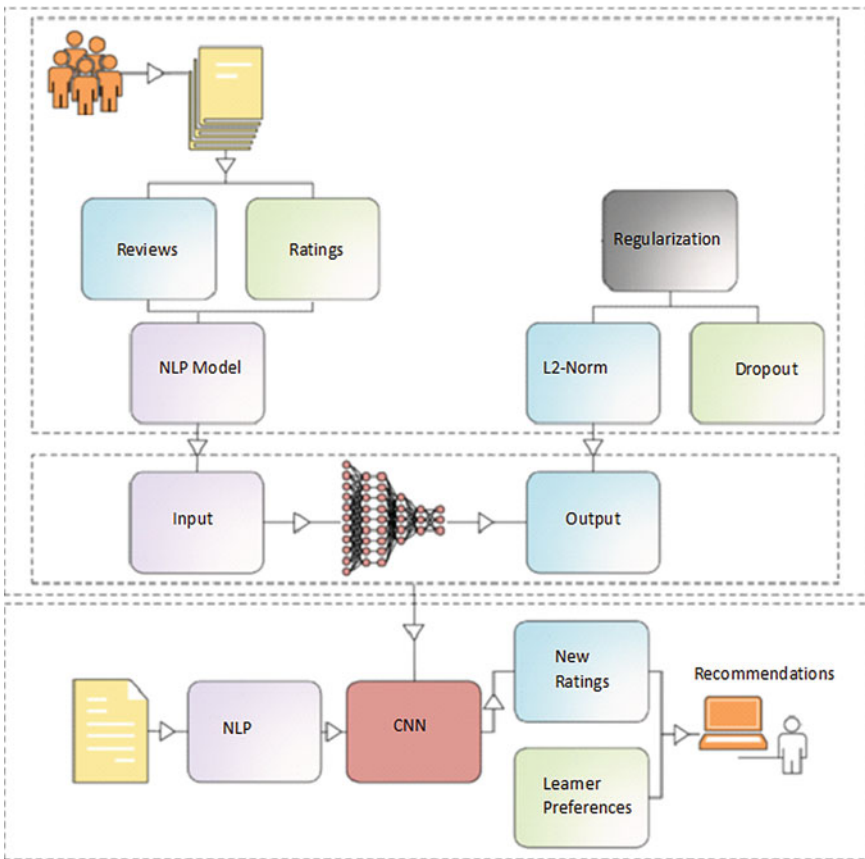 Reviews
Ratings
Regularization
NLP Model
L2-Norm
Dropout
Input
Output
New
Ratings
Recommendations
NLP
CNN
Learner
Preferences